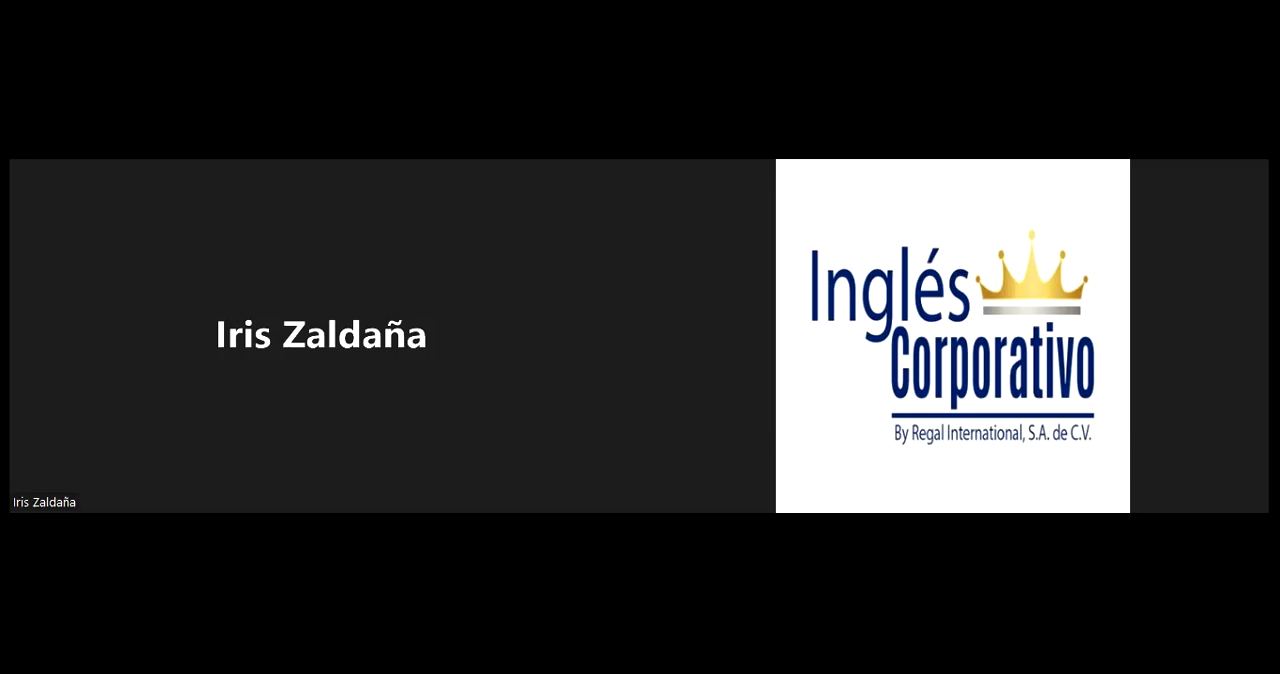 Iris Zaldaña
Inglés
Corporativo
By Regal International, S.A. de C.V.
Iris Zaldaña